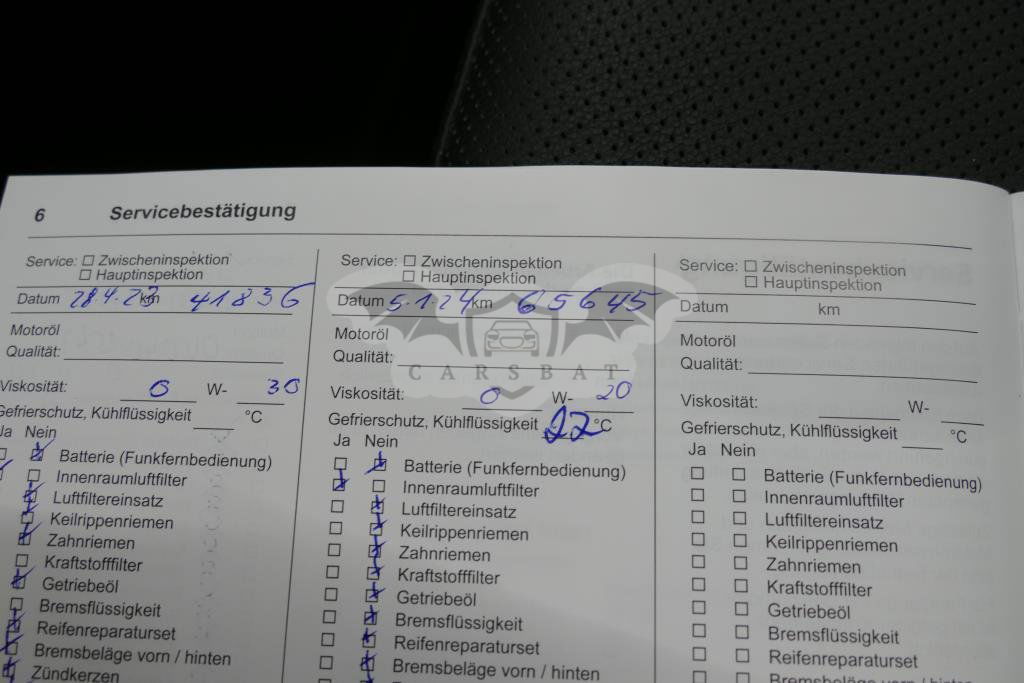 6 Servicebestätigung
Service: Zwischeninspektion
Hauptinspektion
Datum 28.4.23 km 41836
Motoröl
Qualität:
Viskosität: 0 W- 30
Gefrierschutz, Kühlflüssigkeit °C
Ja Nein
Batterie (Funkfernbedienung)
Innenraumluftfilter
Luftfiltereinsatz
Keilrippenriemen
Zahnriemen
Kraftstofffilter
Getriebeöl
Bremsflüssigkeit
Reifenreparaturset
Bremsbeläge vorn / hinten
Zündkerzen
Service: Zwischeninspektion
Hauptinspektion
Datum 5.1.24 km 65645
Motoröl
Qualität:
Viskosität: 0 W- 20
Gefrierschutz, Kühlflüssigkeit 22 °C
Ja Nein
Batterie (Funkfernbedienung)
Innenraumluftfilter
Luftfiltereinsatz
Keilrippenriemen
Zahnriemen
Kraftstofffilter
Getriebeöl
Bremsflüssigkeit
Reifenreparaturset
Bremsbeläge vorn / hinten
Service: Zwischeninspektion
Hauptinspektion
Datum km
Motoröl
Qualität:
Viskosität: W-
Gefrierschutz, Kühlflüssigkeit °C
Ja Nein
Batterie (Funkfernbedienung)
Innenraumluftfilter
Luftfiltereinsatz
Keilrippenriemen
Zahnriemen
Kraftstofffilter
Getriebeöl
Bremsflüssigkeit
Reifenreparaturset
Bremsbeläge vorn / hinten
CARSBAT